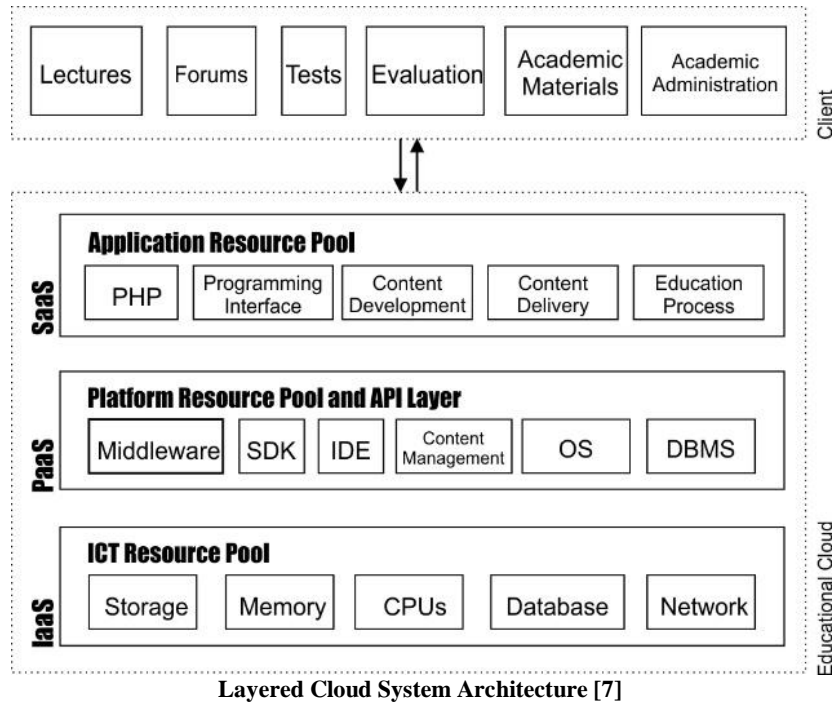 Lectures
Forums
Tests
Evaluation
Academic
Materials
Academic
Administration
Client
SaaS
Application Resource Pool
PHP
Programming
Interface
Content
Development
Content
Delivery
Education
Process
PaaS
Platform Resource Pool and API Layer
Middleware
SDK
IDE
Content
Management
OS
DBMS
IaaS
ICT Resource Pool
Storage
Memory
CPUs
Database
Network
Educational Cloud
Layered Cloud System Architecture [7]